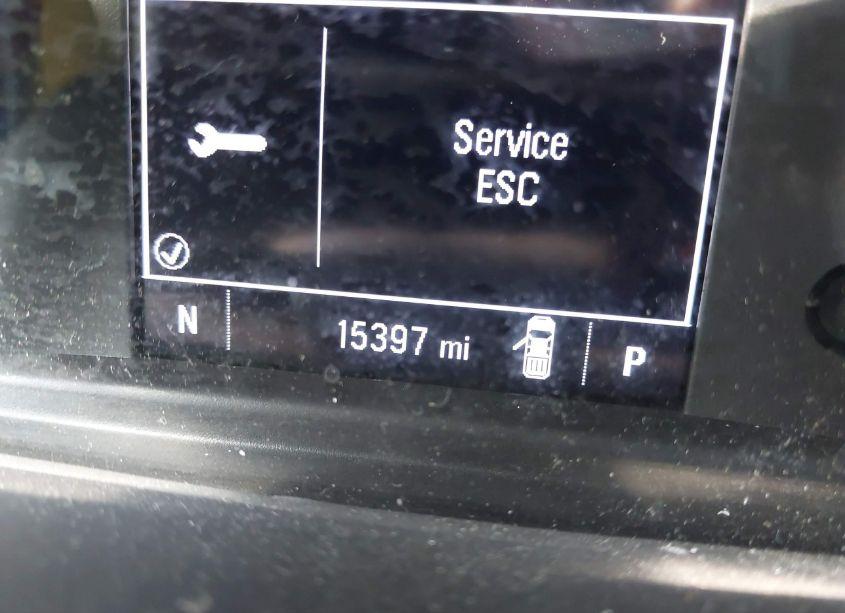 Service
ESC
N
15397 mi
P